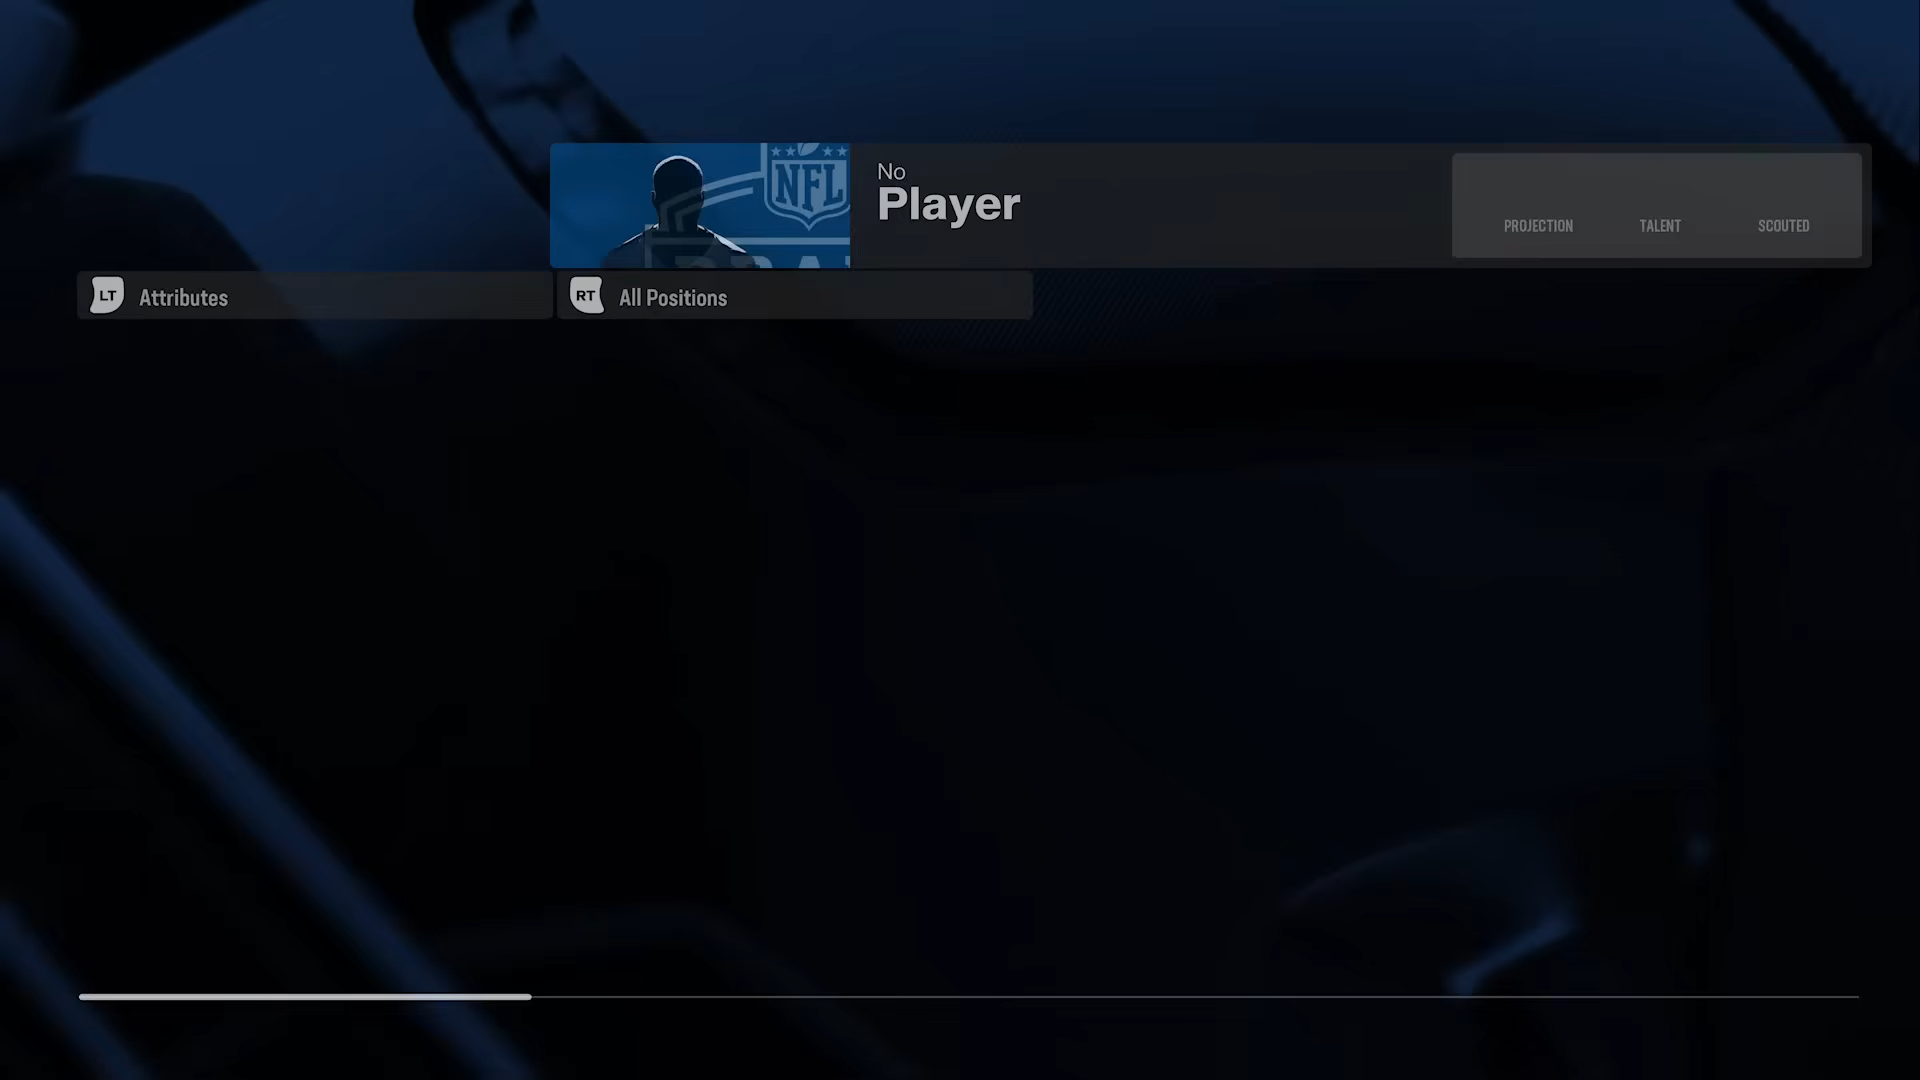 NFL
No
Player
PROJECTION TALENT SCOUTED
LT Attributes
RT All Positions